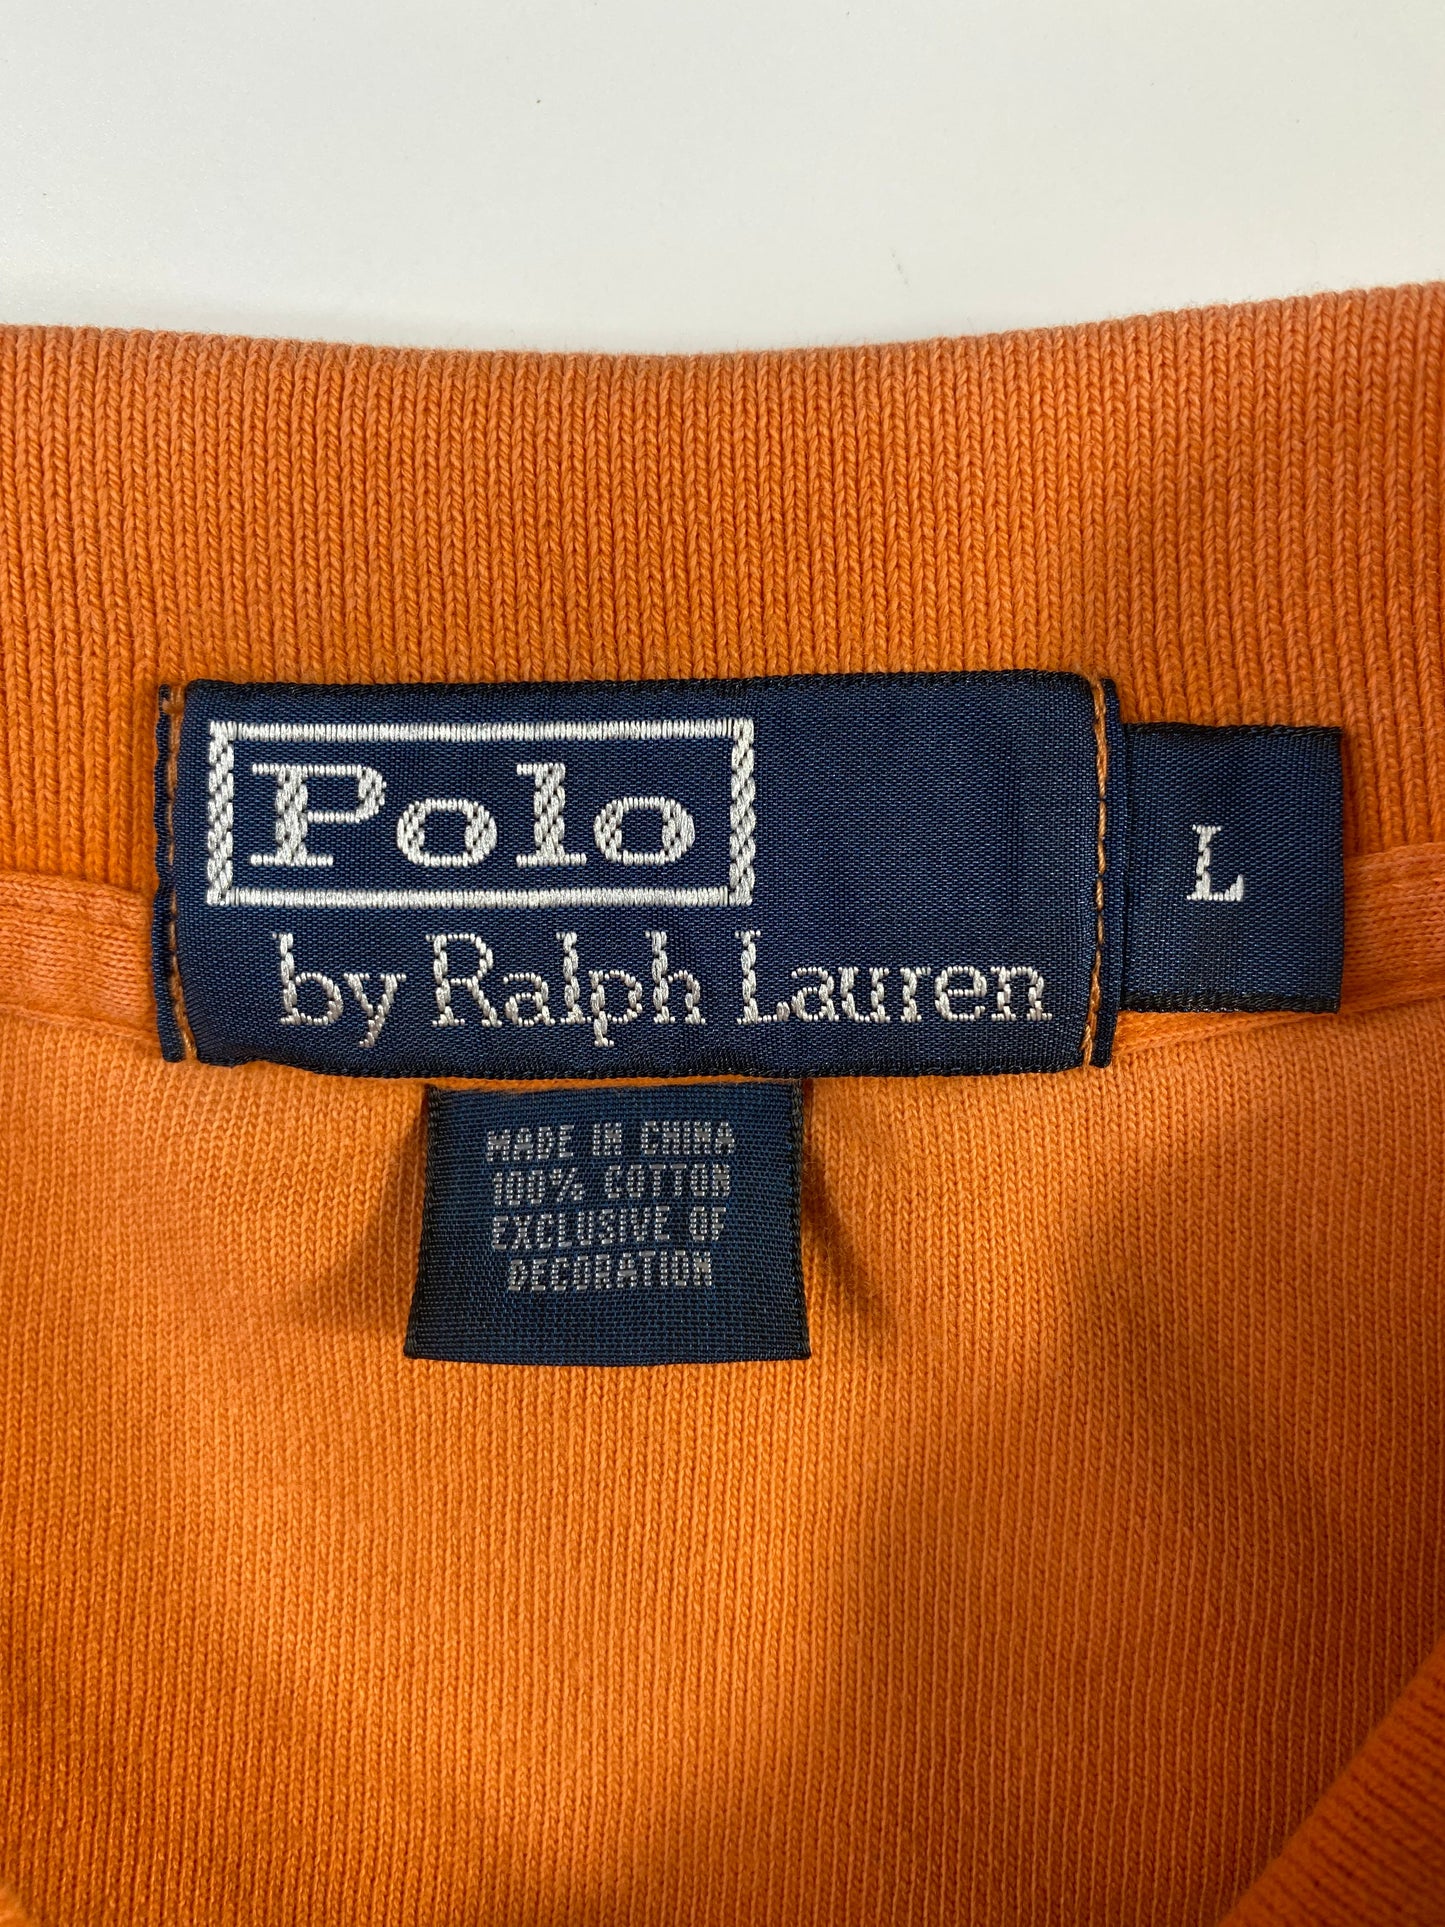 Polo
by Ralph Lauren
L
MADE IN CHINA
100% COTTON
EXCLUSIVE OF
DECORATION